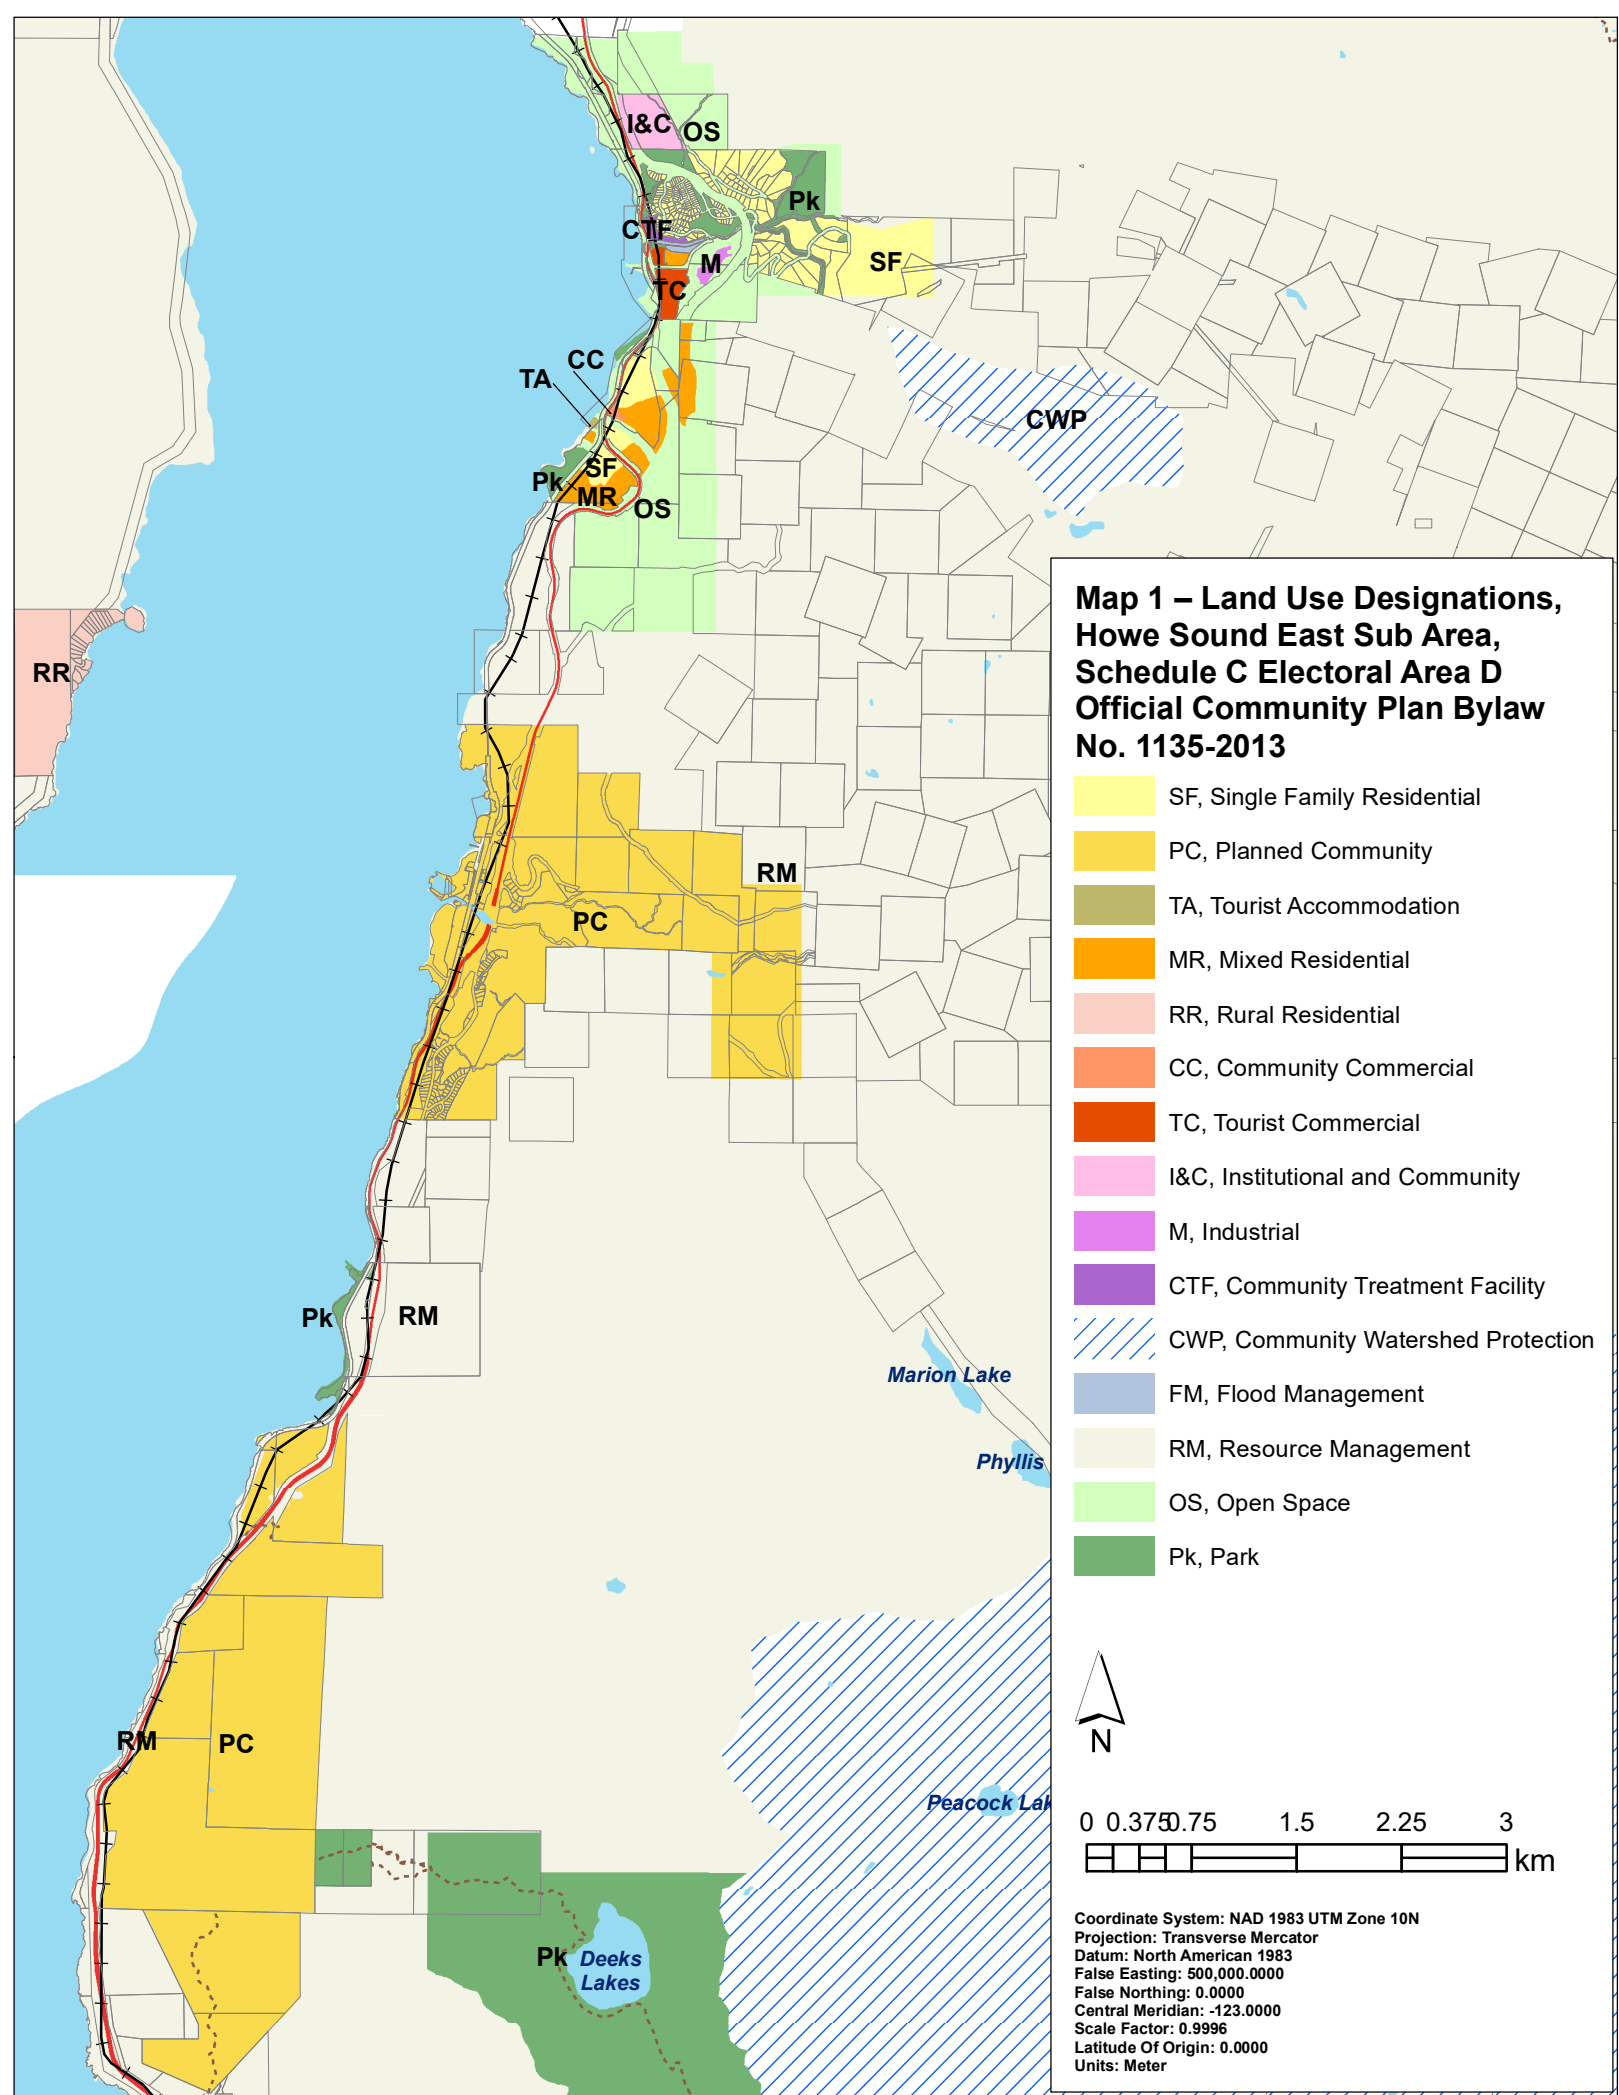 I&C
OS
Pk
CTF
SF
M
TC
CC
TA
CWP
SF
Pk
MR
OS
RR
RM
PC
Pk
RM
Marion Lake
Phyllis
RM
PC
Peacock Lak
Pk
Deeks
Lakes
Map 1 – Land Use Designations,
Howe Sound East Sub Area,
Schedule C Electoral Area D
Official Community Plan Bylaw
No. 1135-2013
SF, Single Family Residential
PC, Planned Community
TA, Tourist Accommodation
MR, Mixed Residential
RR, Rural Residential
CC, Community Commercial
TC, Tourist Commercial
I&C, Institutional and Community
M, Industrial
CTF, Community Treatment Facility
CWP, Community Watershed Protection
FM, Flood Management
RM, Resource Management
OS, Open Space
Pk, Park
N
0 0.375 0.75 1.5 2.25 3
km
Coordinate System: NAD 1983 UTM Zone 10N
Projection: Transverse Mercator
Datum: North American 1983
False Easting: 500,000.0000
False Northing: 0.0000
Central Meridian: -123.0000
Scale Factor: 0.9996
Latitude Of Origin: 0.0000
Units: Meter